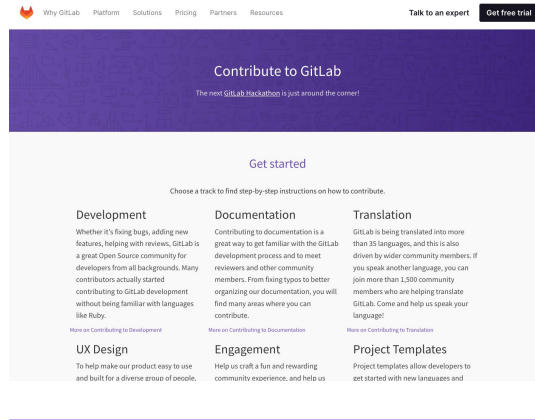 Why GitLab Platform Solutions Pricing Partners Resources Talk to an expert Get free trial
Contribute to GitLab
The next GitLab Hackathon is just around the corner!
Get started
Choose a track to find step-by-step instructions on how to contribute.
Development
Whether it's fixing bugs, adding new
features, helping with reviews, GitLab is
a great Open Source community for
developers from all backgrounds. Many
contributors actually started
contributing to GitLab development
without being familiar with languages
like Ruby.
More on Contributing to Development
Documentation
Contributing to documentation is a
great way to get familiar with the GitLab
development process and to meet
reviewers and other community
members. From fixing typos to better
organizing our documentation, you will
find many areas where you can
contribute.
More on Contributing to Documentation
Translation
GitLab is being translated into more
than 35 languages, and this is also
driven by wider community members. If
you speak another language, you can
join more than 1,500 community
members who are helping translate
GitLab. Come and help us speak your
language!
More on Contributing to Translation
UX Design
To help make our product easy to use
and built for a diverse group of people,
Engagement
Help us craft a fun and rewarding
community experience, and help us
Project Templates
Project templates allow developers to
get started with new languages and